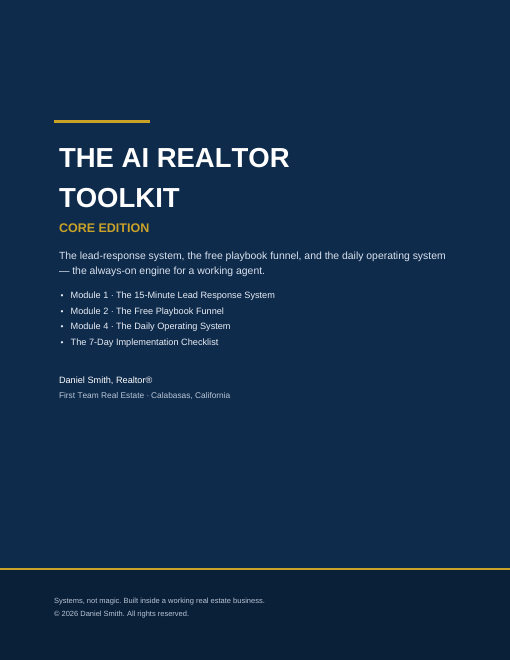 THE AI REALTOR
TOOLKIT
CORE EDITION
The lead-response system, the free playbook funnel, and the daily operating system
— the always-on engine for a working agent.
• Module 1 · The 15-Minute Lead Response System
• Module 2 · The Free Playbook Funnel
• Module 4 · The Daily Operating System
• The 7-Day Implementation Checklist
Daniel Smith, Realtor®
First Team Real Estate · Calabasas, California
Systems, not magic. Built inside a working real estate business.
© 2026 Daniel Smith. All rights reserved.